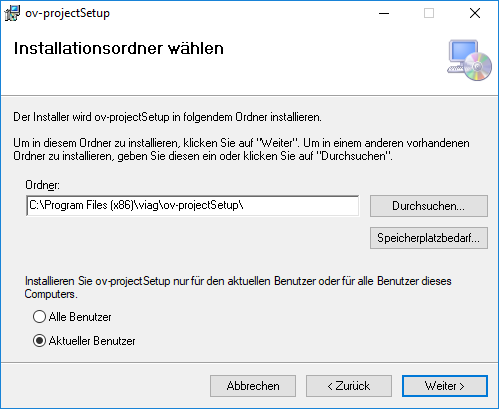 ov-projectSetup
Installationsordner wählen
Der Installer wird ov-projectSetup in folgendem Ordner installieren.
Um in diesem Ordner zu installieren, klicken Sie auf "Weiter". Um in einem anderen vorhandenen
Ordner zu installieren, geben Sie diesen ein oder klicken Sie auf "Durchsuchen".
Ordner:
C:\Program Files (x86)\viag\ov-projectSetup\
Durchsuchen...
Speicherplatzbedarf...
Installieren Sie ov-projectSetup nur für den aktuellen Benutzer oder für alle Benutzer dieses
Computers.
Alle Benutzer
Aktueller Benutzer
Abbrechen
< Zurück
Weiter >